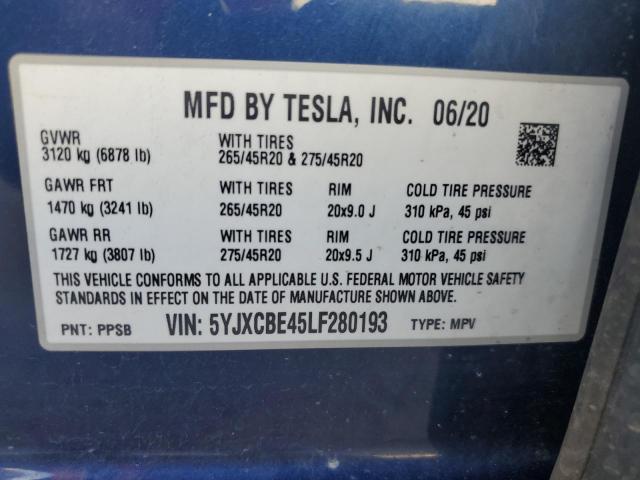 MFD BY TESLA, INC. 06/20
GVWR WITH TIRES
3120 kg (6878 lb) 265/45R20 & 275/45R20
GAWR FRT WITH TIRES RIM COLD TIRE PRESSURE
1470 kg (3241 lb) 265/45R20 20x9.0 J 310 kPa, 45 psi
GAWR RR WITH TIRES RIM COLD TIRE PRESSURE
1727 kg (3807 lb) 275/45R20 20x9.5 J 310 kPa, 45 psi
THIS VEHICLE CONFORMS TO ALL APPLICABLE U.S. FEDERAL MOTOR VEHICLE SAFETY
STANDARDS IN EFFECT ON THE DATE OF MANUFACTURE SHOWN ABOVE.
PNT: PPSB VIN: 5YJXCBE45LF280193 TYPE: MPV